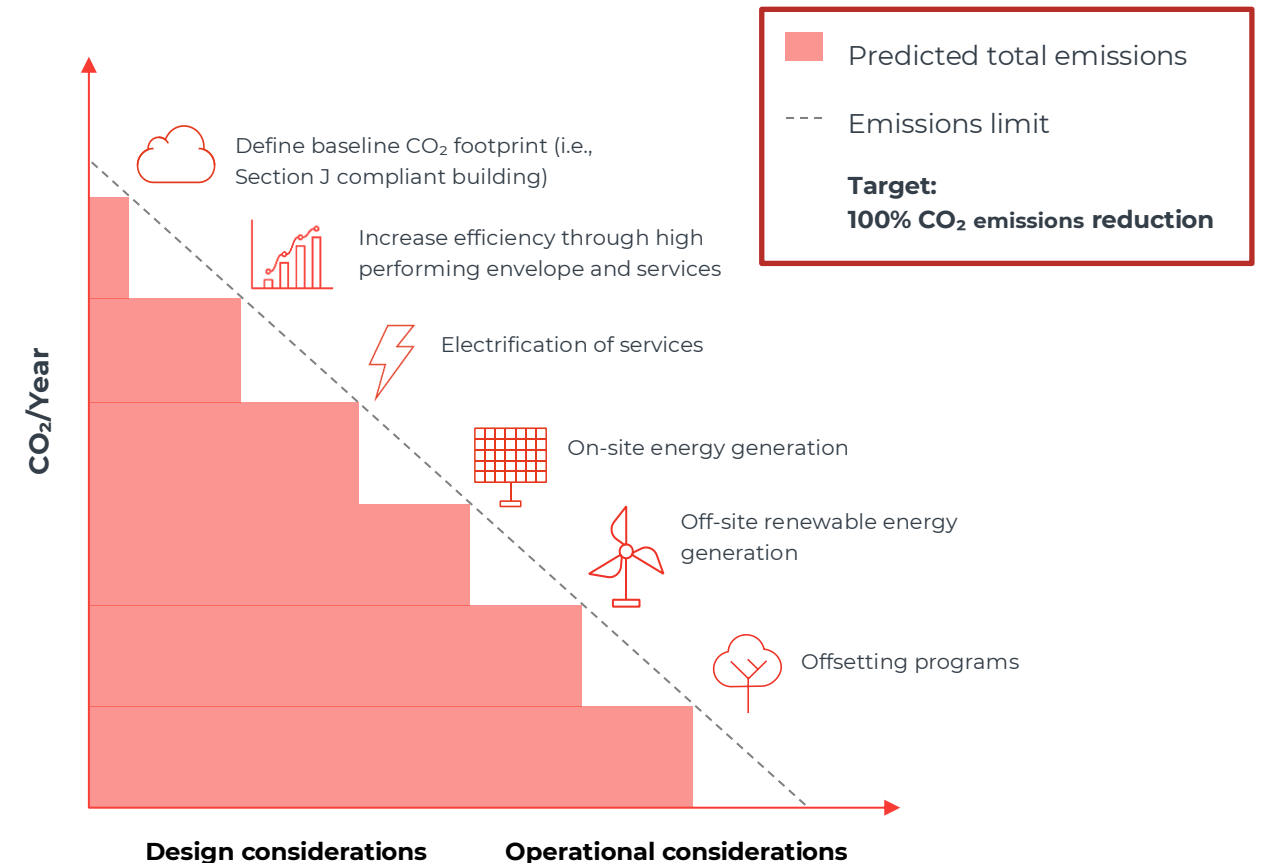 Predicted total emissions
Emissions limit
Target:
100% CO₂ emissions reduction
Define baseline CO₂ footprint (i.e.,
Section J compliant building)
Increase efficiency through high
performing envelope and services
Electrification of services
On-site energy generation
Off-site renewable energy
generation
Offsetting programs
CO₂/Year
Design considerations
Operational considerations